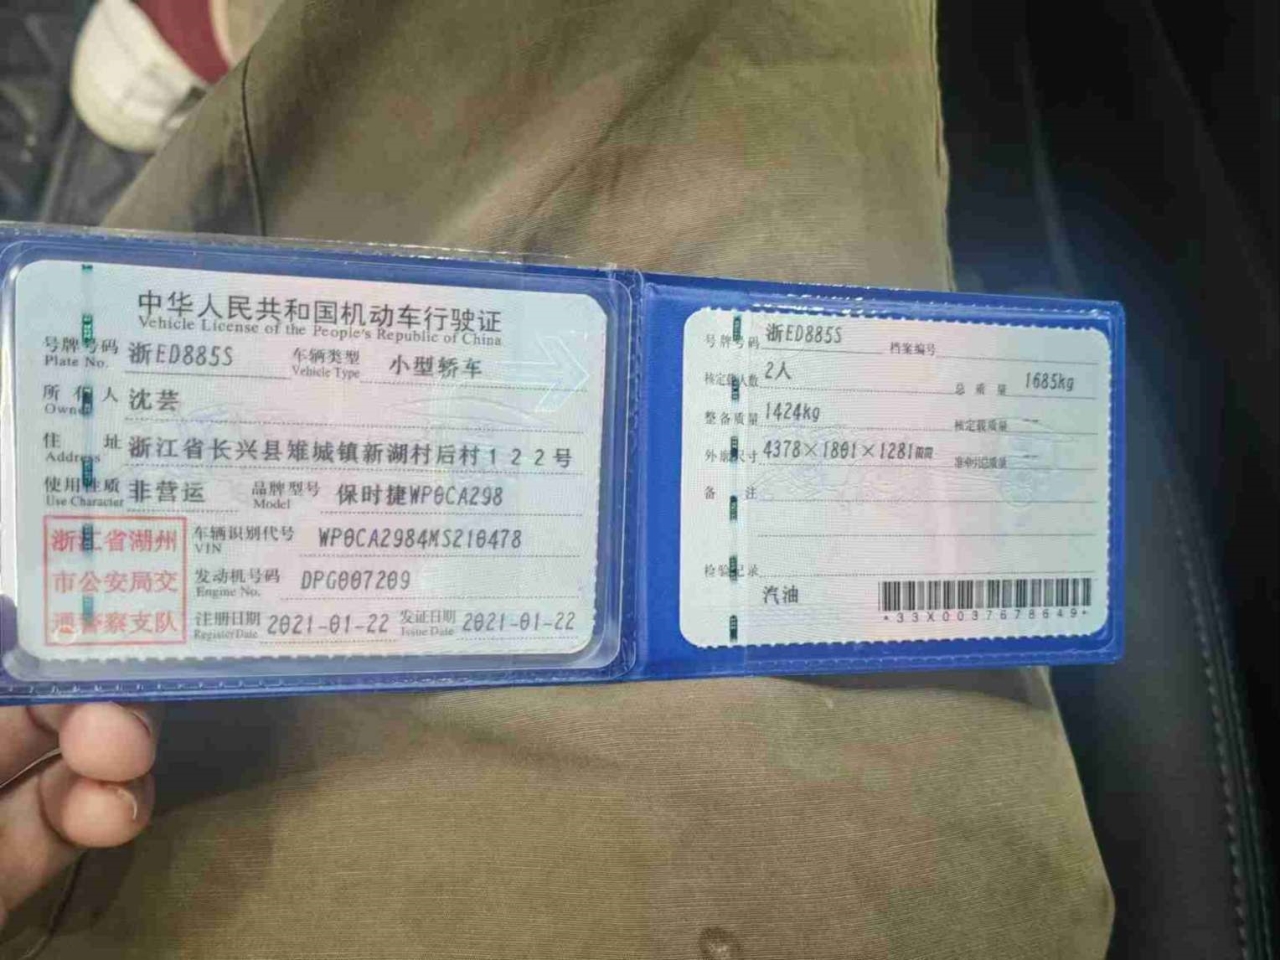 中华人民共和国机动车行驶证
Vehicle License of the People's Republic of China
号牌号码 浙ED885S 车辆类型 小型轿车
Plate No. Vehicle Type
所有人 沈芸
Owner
住址 浙江省长兴县雉城镇新湖村后村122号
Address
使用性质 非营运 品牌型号 保时捷WP0CA298
Use Character Model
浙江省湖州
市公安局交
通警察支队
车辆识别代号 WP0CA2984MS210478
VIN
发动机号码 DPG007209
Engine No.
注册日期 2021-01-22 发证日期 2021-01-22
Register Date Issue Date
号牌号码 浙ED885S 档案编号
核定载人数 2人 总质量 1685kg
整备质量 1424kg 核定载质量
外廓尺寸 4378×1801×1281mm 准牵引总质量
备注
检验记录
汽油
*33X0037678649*